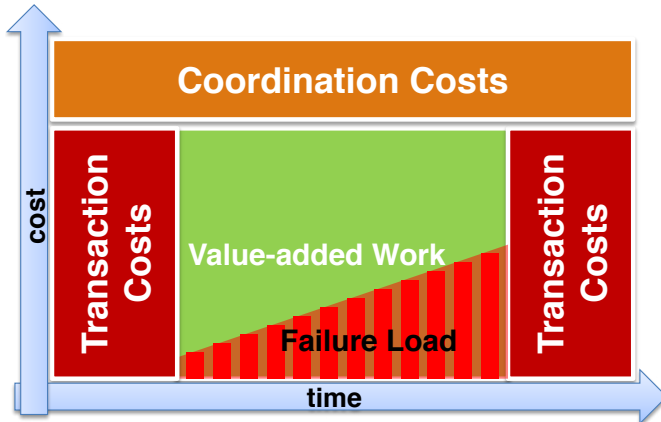 Coordination Costs
cost
Transaction
Costs
Value-added Work
Failure Load
Transaction
Costs
time